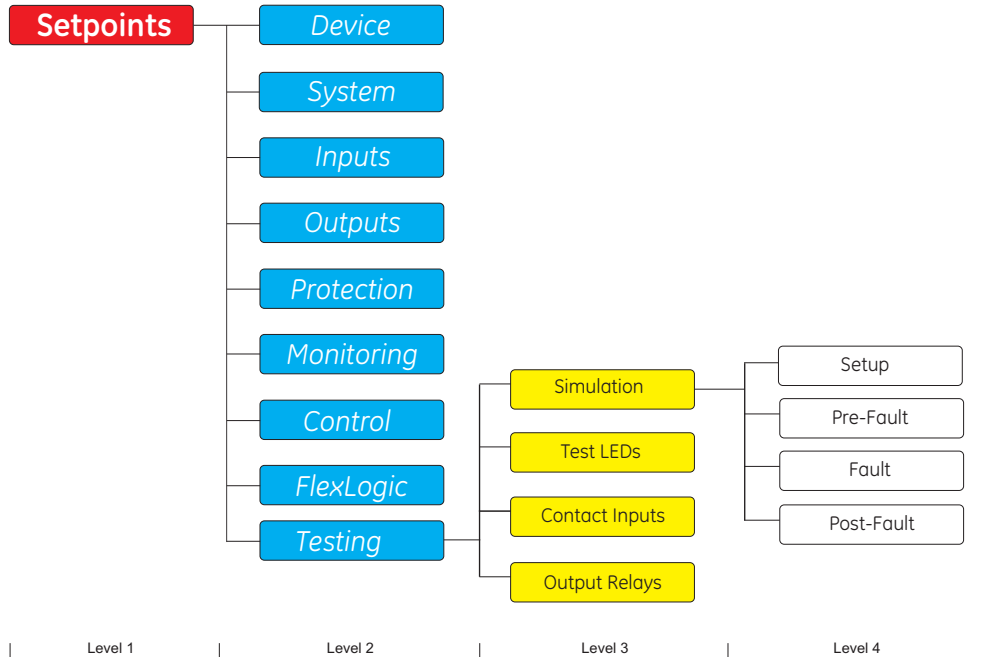 Setpoints
Device
System
Inputs
Outputs
Protection
Monitoring
Control
FlexLogic
Testing
Simulation
Test LEDs
Contact Inputs
Output Relays
Setup
Pre-Fault
Fault
Post-Fault
Level 1
Level 2
Level 3
Level 4